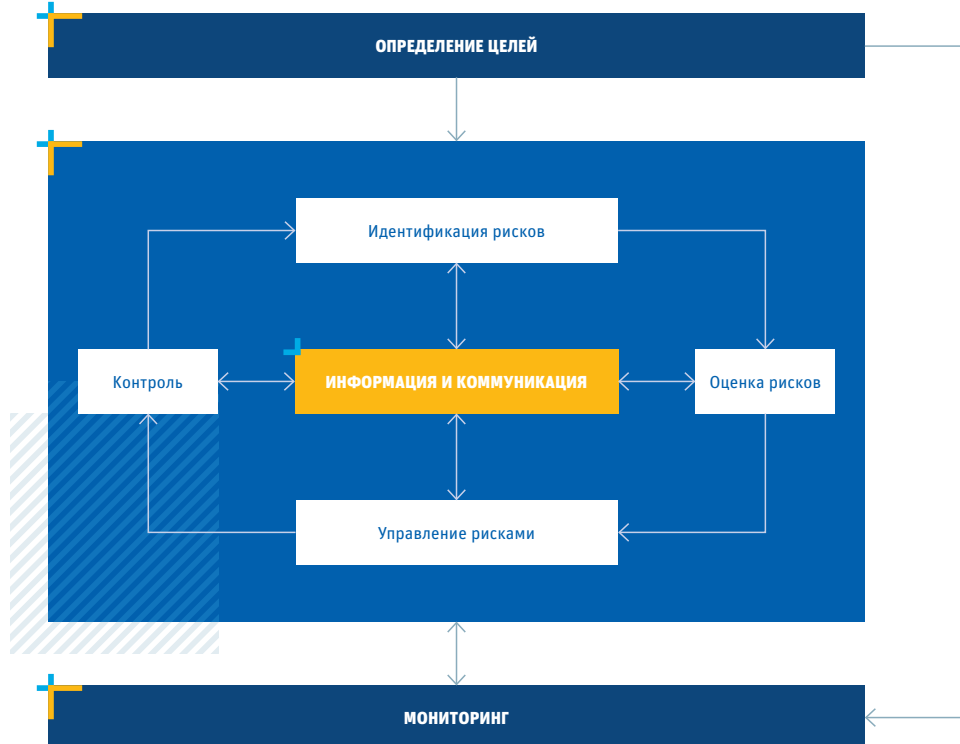 ОПРЕДЕЛЕНИЕ ЦЕЛЕЙ
Идентификация рисков
Контроль
ИНФОРМАЦИЯ И КОММУНИКАЦИЯ
Оценка рисков
Управление рисками
МОНИТОРИНГ